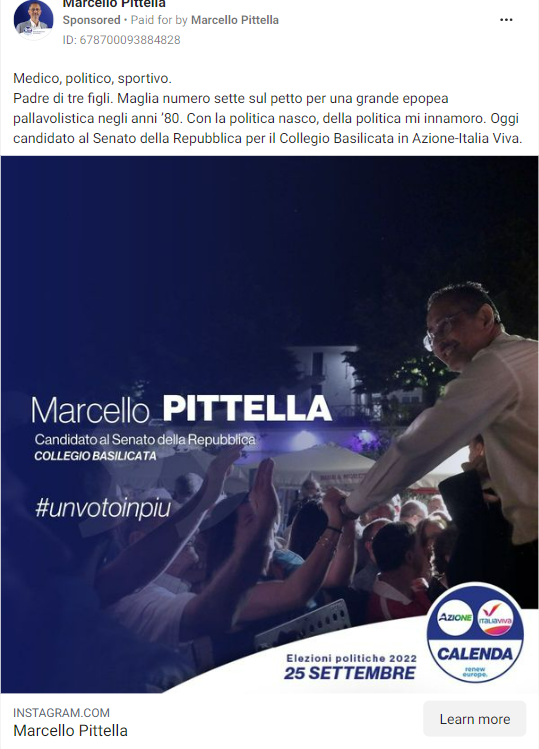 Marcello Pittella
Sponsored • Paid for by Marcello Pittella
ID: 678700093884828
Medico, politico, sportivo.
Padre di tre figli. Maglia numero sette sul petto per una grande epopea
pallavolistica negli anni '80. Con la politica nasco, della politica mi innamoro. Oggi
candidato al Senato della Repubblica per il Collegio Basilicata in Azione-Italia Viva.
Marcello_PITTELLA
Candidato al Senato della Repubblica
COLLEGIO BASILICATA
#unvotoinpiu
AZIONE
ITALIAVIVA
CALENDA
renew
europe.
Elezioni politiche 2022
25 SETTEMBRE
INSTAGRAM.COM
Marcello Pittella
Learn more